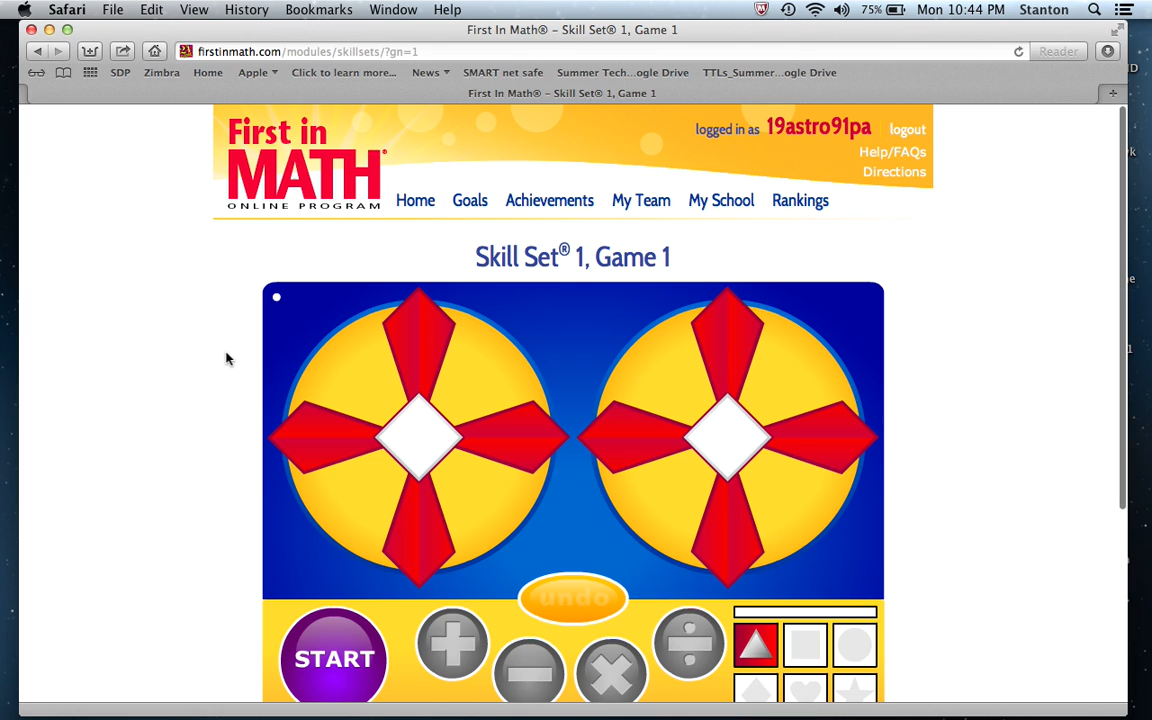 Safari File Edit View History Bookmarks Window Help 75% Mon 10:44 PM Stanton
First In Math® – Skill Set® 1, Game 1
firstinmath.com/modules/skillsets/?gn=1 Reader
SDP Zimbra Home Apple Click to learn more... News SMART net safe Summer Tech...ogle Drive TTLs_Summer...ogle Drive
First In Math® – Skill Set® 1, Game 1
First in MATH®
ONLINE PROGRAM
logged in as 19astro91pa logout
Help/FAQs
Directions
Home Goals Achievements My Team My School Rankings
Skill Set® 1, Game 1
undo
START